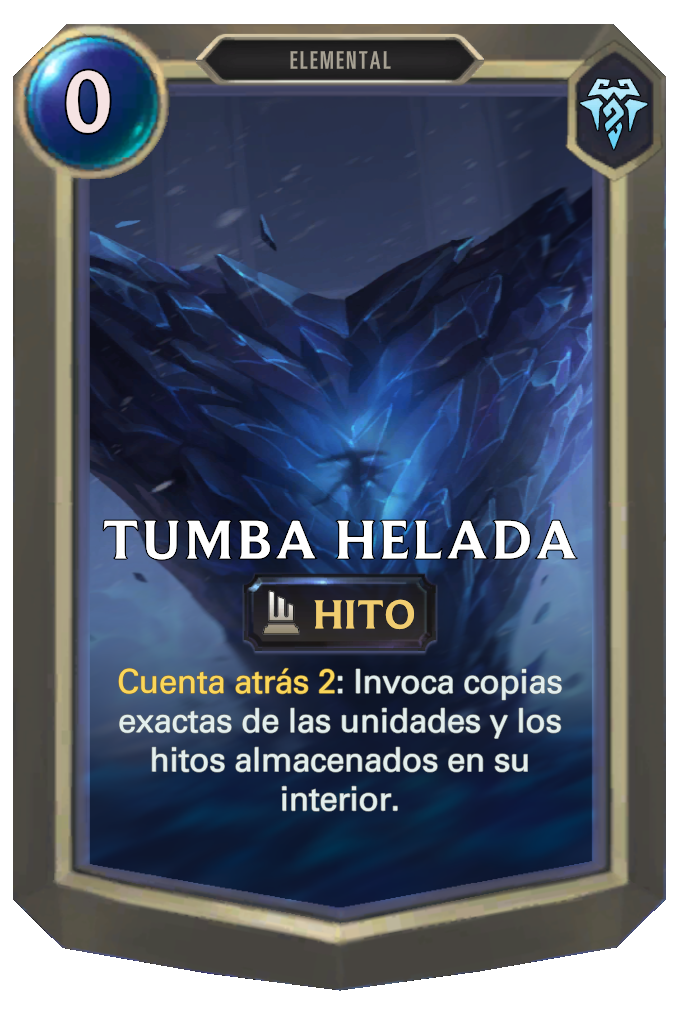 ELEMENTAL
0
TUMBA HELADA
HITO
Cuenta atrás 2: Invoca copias
exactas de las unidades y los
hitos almacenados en su
interior.